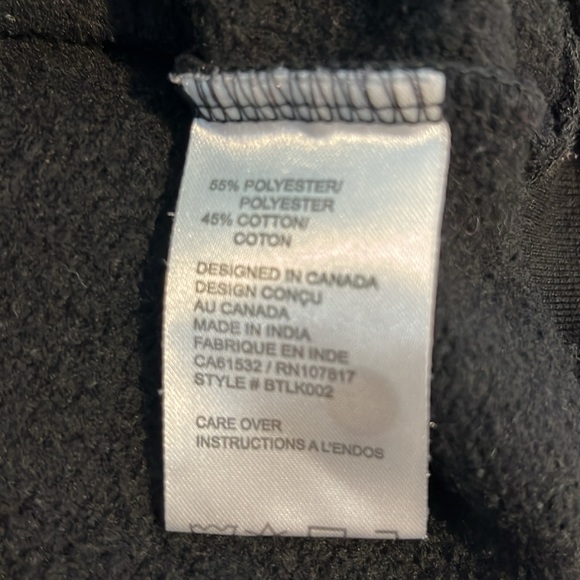 55% POLYESTER/
POLYESTER
45% COTTON/
COTON
DESIGNED IN CANADA
DESIGN CONÇU
AU CANADA
MADE IN INDIA
FABRIQUE EN INDE
CA61532 / RN107817
STYLE # BTLK002
CARE OVER
INSTRUCTIONS A L'ENDOS